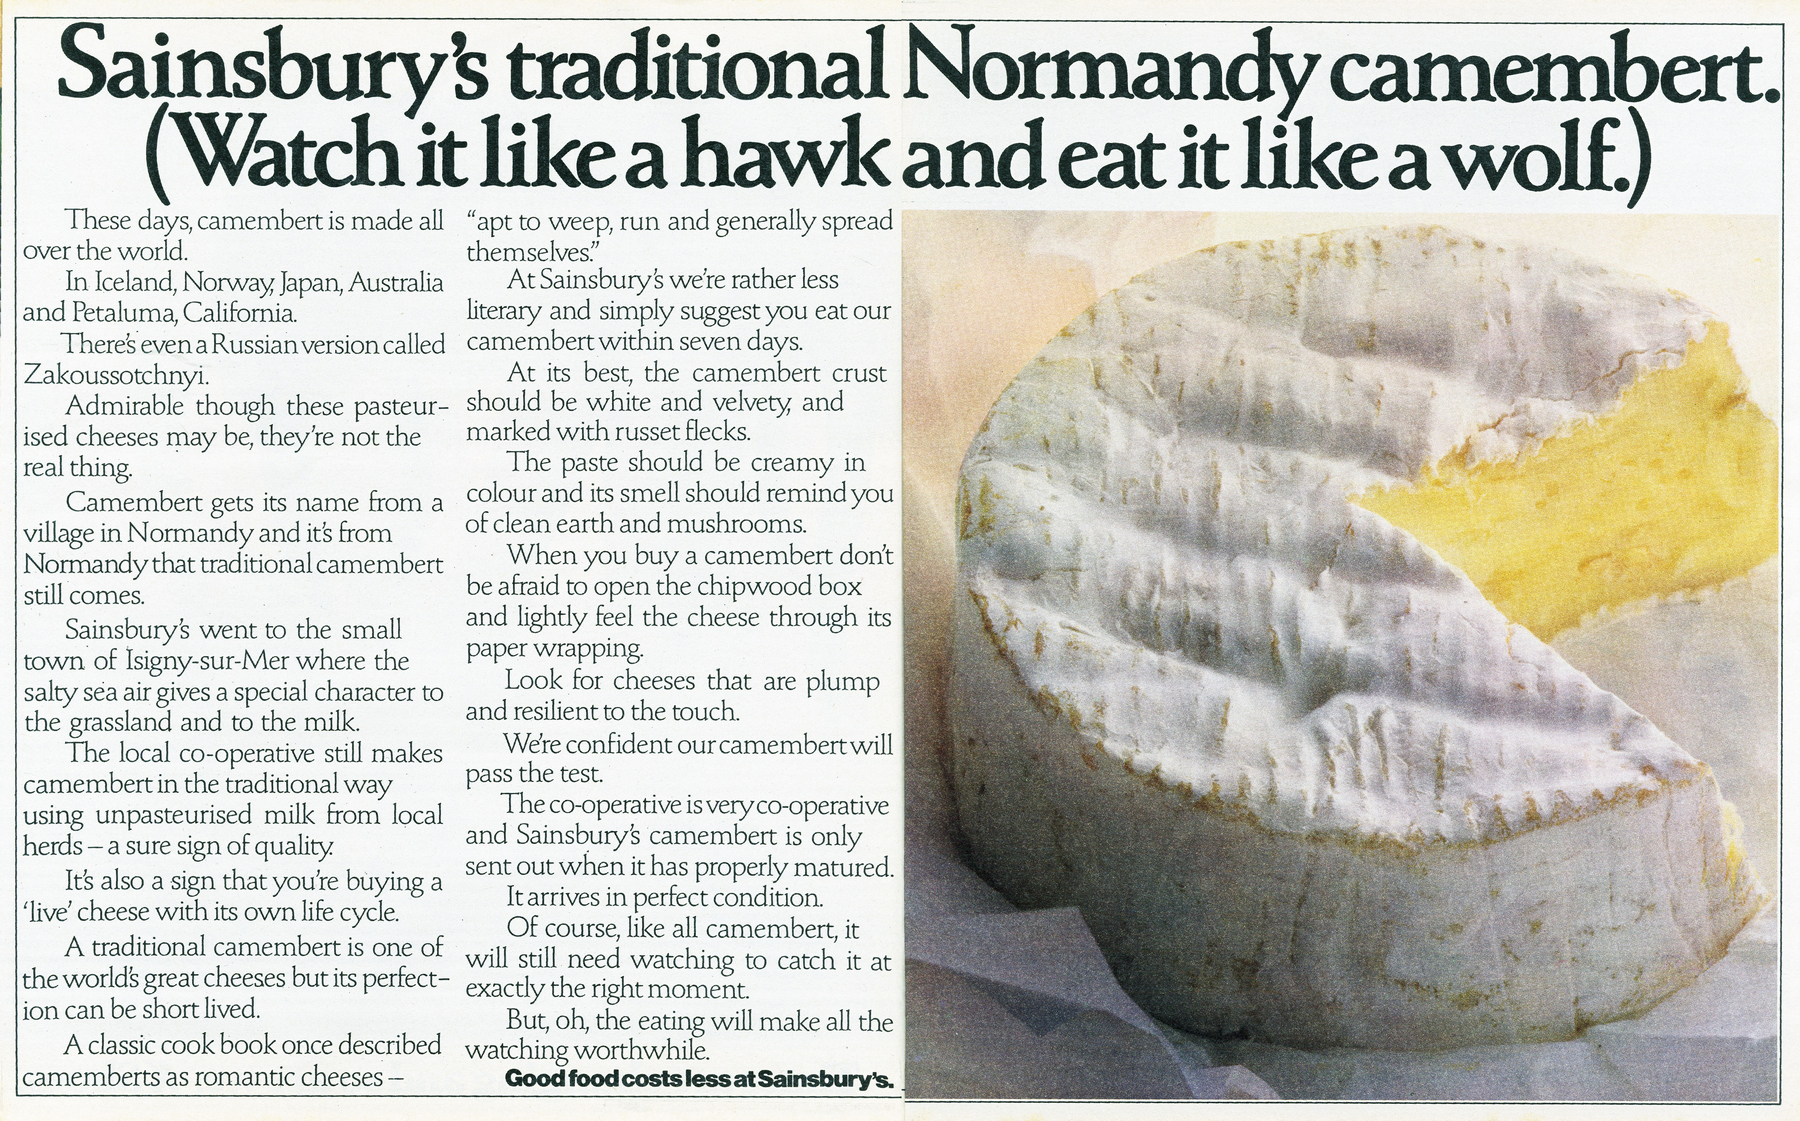 Sainsbury's traditional Normandy camembert.
(Watch it like a hawk and eat it like a wolf.)
These days, camembert is made all
over the world.
In Iceland, Norway, Japan, Australia
and Petaluma, California.
There's even a Russian version called
Zakoussotchnyi.
Admirable though these pasteur-
ised cheeses may be, they're not the
real thing.
Camembert gets its name from a
village in Normandy and it's from
Normandy that traditional camembert
still comes.
Sainsbury's went to the small
town of Isigny-sur-Mer where the
salty sea air gives a special character to
the grassland and to the milk.
The local co-operative still makes
camembert in the traditional way
using unpasteurised milk from local
herds – a sure sign of quality.
It's also a sign that you're buying a
'live' cheese with its own life cycle.
A traditional camembert is one of
the world's great cheeses but its perfect-
ion can be short lived.
A classic cook book once described
camemberts as romantic cheeses –
"apt to weep, run and generally spread
themselves."
At Sainsbury's we're rather less
literary and simply suggest you eat our
camembert within seven days.
At its best, the camembert crust
should be white and velvety, and
marked with russet flecks.
The paste should be creamy in
colour and its smell should remind you
of clean earth and mushrooms.
When you buy a camembert don't
be afraid to open the chipwood box
and lightly feel the cheese through its
paper wrapping.
Look for cheeses that are plump
and resilient to the touch.
We're confident our camembert will
pass the test.
The co-operative is very co-operative
and Sainsbury's camembert is only
sent out when it has properly matured.
It arrives in perfect condition.
Of course, like all camembert, it
will still need watching to catch it at
exactly the right moment.
But, oh, the eating will make all the
watching worthwhile.
Good food costs less at Sainsbury's.